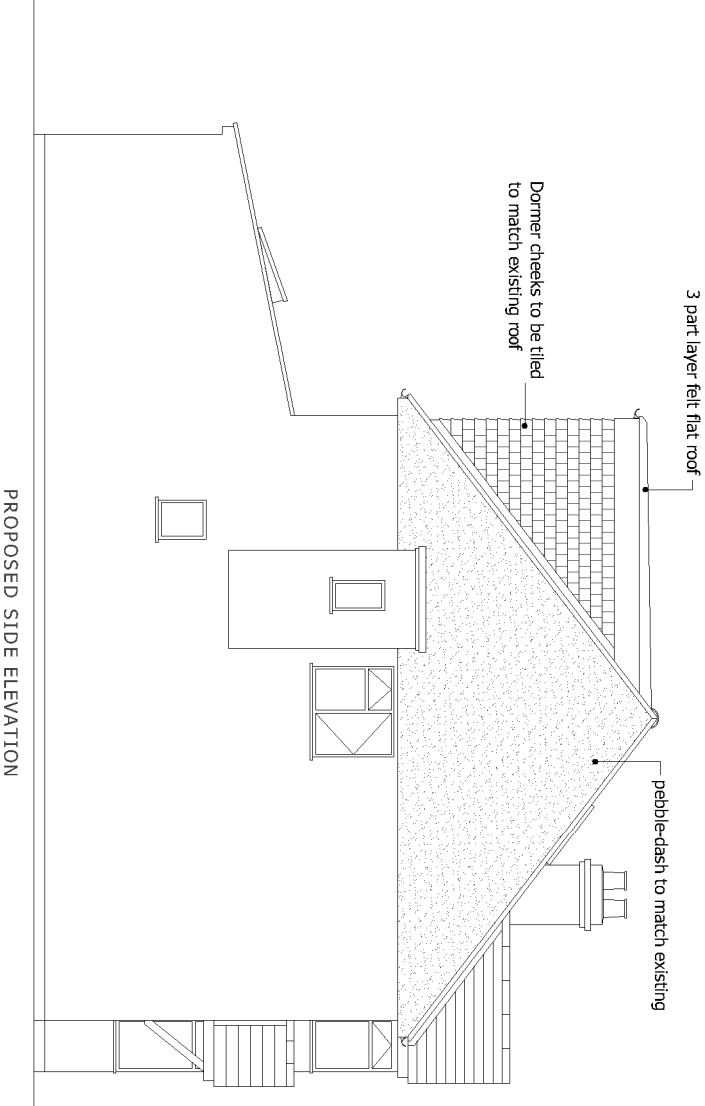 3 part layer felt flat roof
Dormer cheeks to be tiled
to match existing roof
pebble-dash to match existing
PROPOSED SIDE ELEVATION